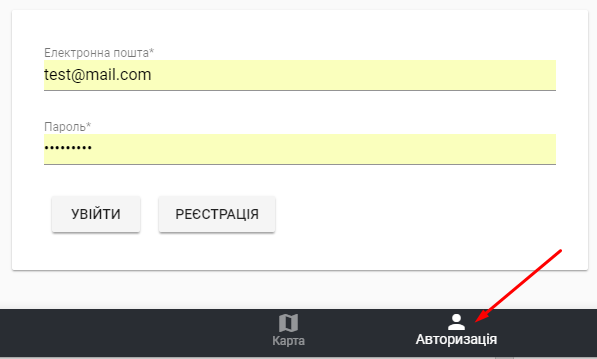 Електронна пошта*
test@mail.com
Пароль*
•••••••••
УВІЙТИ РЕЄСТРАЦІЯ
Карта Авторизація